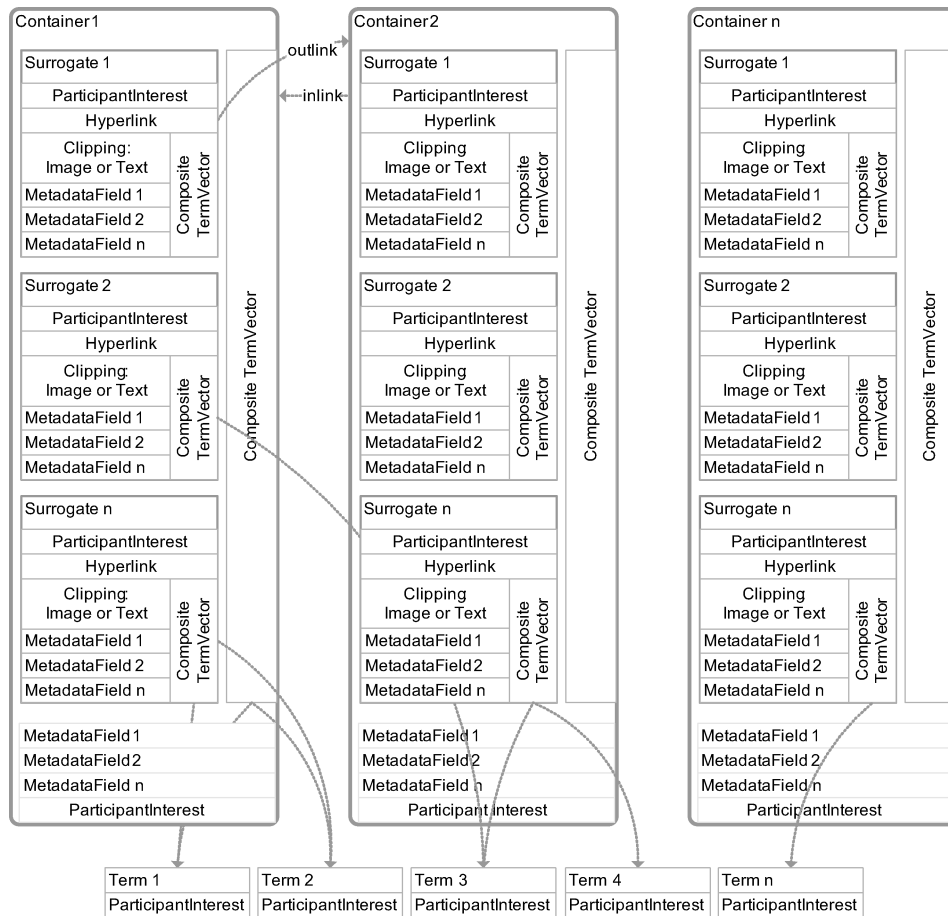 Container1
Surrogate 1
ParticipantInterest
Hyperlink
Clipping:
Image or Text
MetadataField 1
MetadataField 2
MetadataField n
Composite
TermVector
Surrogate 2
ParticipantInterest
Hyperlink
Clipping:
Image or Text
MetadataField 1
MetadataField 2
MetadataField n
Composite
TermVector
Surrogate n
ParticipantInterest
Hyperlink
Clipping:
Image or Text
MetadataField 1
MetadataField 2
MetadataField n
Composite
TermVector
Composite TermVector
MetadataField 1
MetadataField 2
MetadataField n
ParticipantInterest
outlink
inlink
Container2
Surrogate 1
ParticipantInterest
Hyperlink
Clipping
Image or Text
MetadataField 1
MetadataField 2
MetadataField n
Composite
TermVector
Surrogate 2
ParticipantInterest
Hyperlink
Clipping
Image or Text
MetadataField 1
MetadataField 2
MetadataField n
Composite
TermVector
Surrogate n
ParticipantInterest
Hyperlink
Clipping
Image or Text
MetadataField 1
MetadataField 2
MetadataField n
Composite
TermVector
Composite TermVector
MetadataField 1
MetadataField 2
MetadataField n
ParticipantInterest
Container n
Surrogate 1
ParticipantInterest
Hyperlink
Clipping
Image or Text
MetadataField 1
MetadataField 2
MetadataField n
Composite
TermVector
Surrogate 2
ParticipantInterest
Hyperlink
Clipping
Image or Text
MetadataField 1
MetadataField 2
MetadataField n
Composite
TermVector
Surrogate n
ParticipantInterest
Hyperlink
Clipping
Image or Text
MetadataField 1
MetadataField 2
MetadataField n
Composite
TermVector
Composite TermVector
MetadataField 1
MetadataField 2
MetadataField n
ParticipantInterest
Term 1
ParticipantInterest
Term 2
ParticipantInterest
Term 3
ParticipantInterest
Term 4
ParticipantInterest
Term n
ParticipantInterest